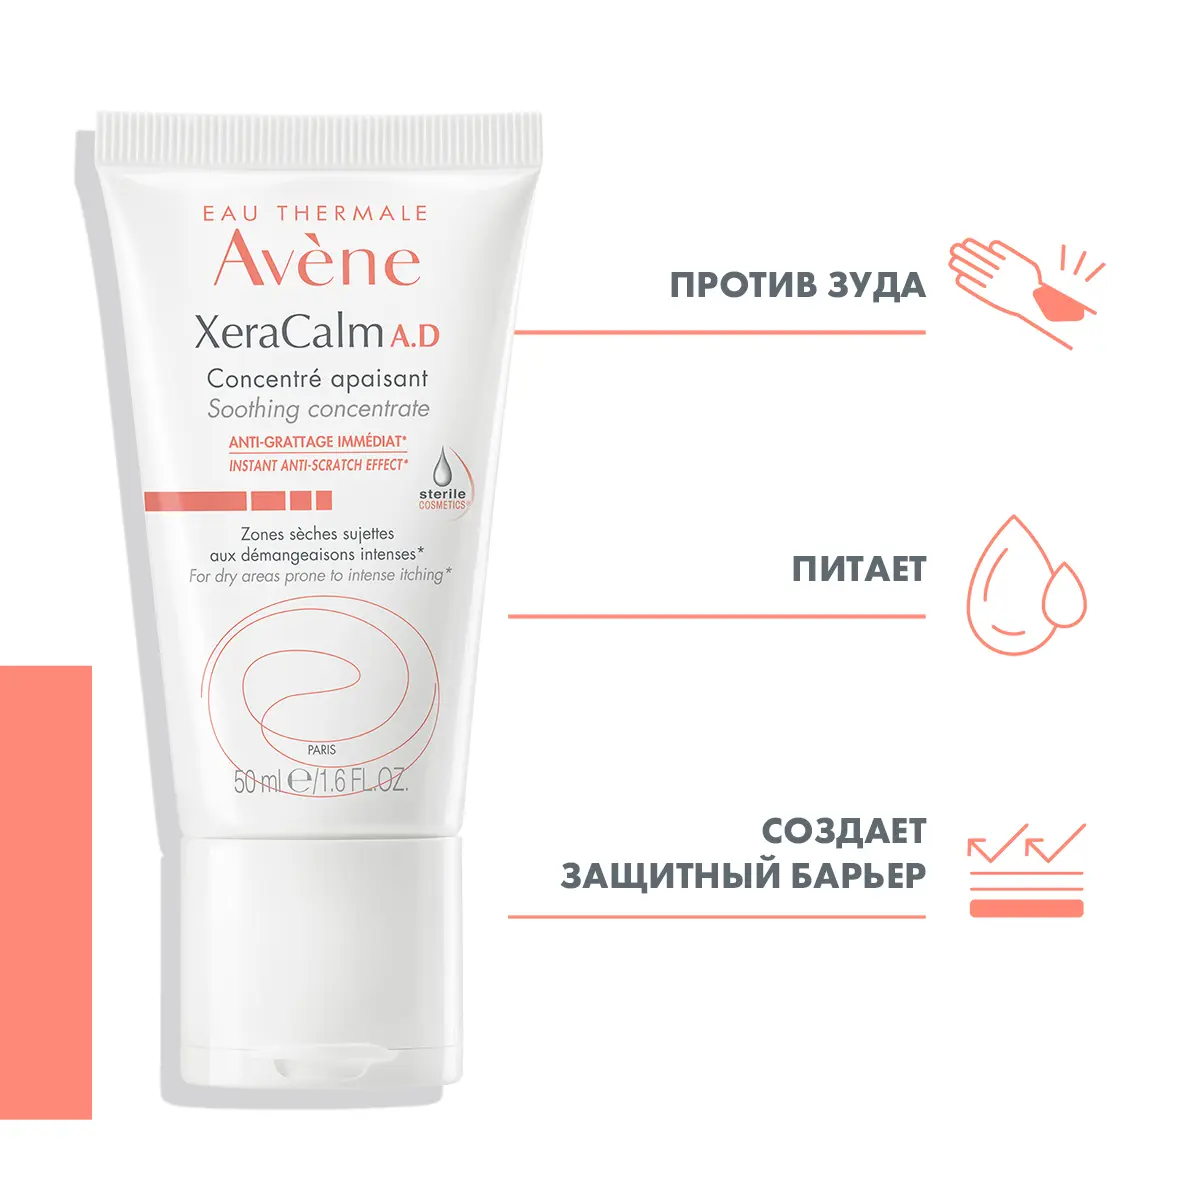 EAU THERMALE
Avène
XeraCalm A.D
Concentré apaisant
Soothing concentrate
ANTI-GRATTAGE IMMÉDIAT*
INSTANT ANTI-SCRATCH EFFECT*
sterile
COSMETICS®
Zones sèches sujettes
aux démangeaisons intenses*
For dry areas prone to intense itching*
PARIS
50 ml ℮/1.6 FL.OZ.
ПРОТИВ ЗУДА
ПИТАЕТ
СОЗДАЕТ
ЗАЩИТНЫЙ БАРЬЕР